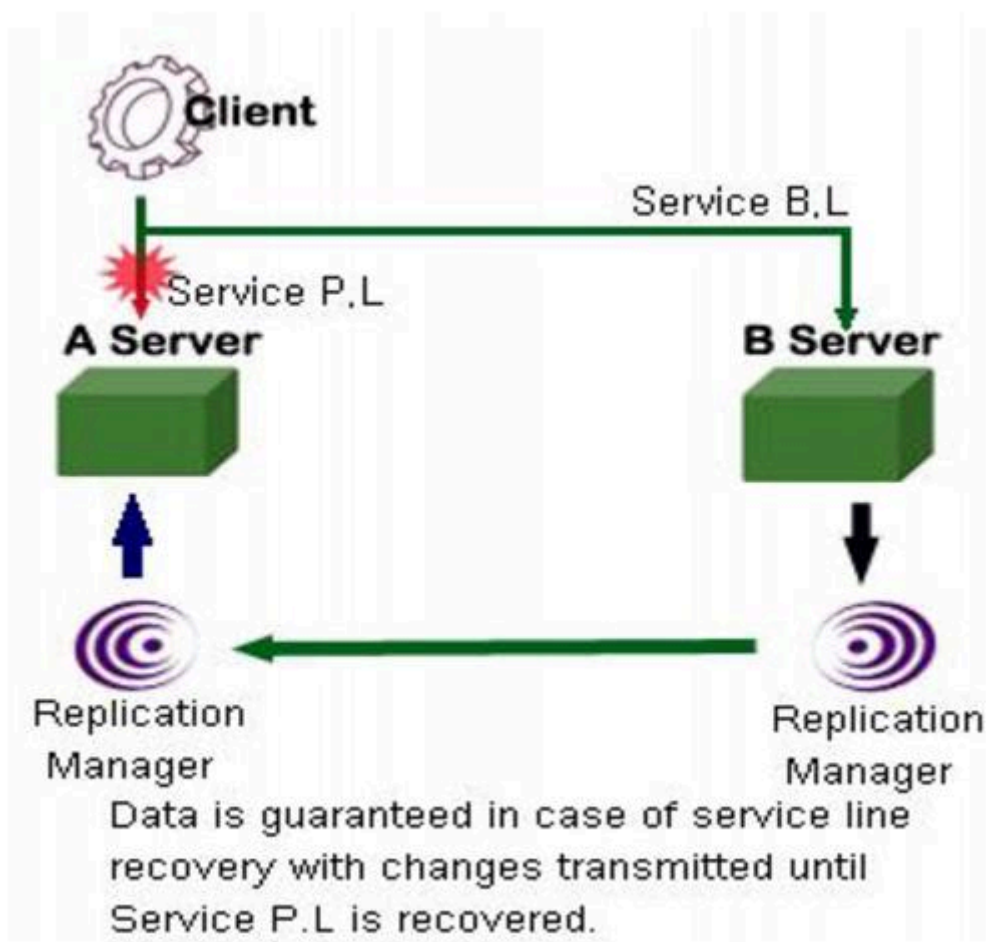 Client
Service B.L
Service P.L
A Server
B Server
Replication
Manager
Replication
Manager
Data is guaranteed in case of service line
recovery with changes transmitted until
Service P.L is recovered.